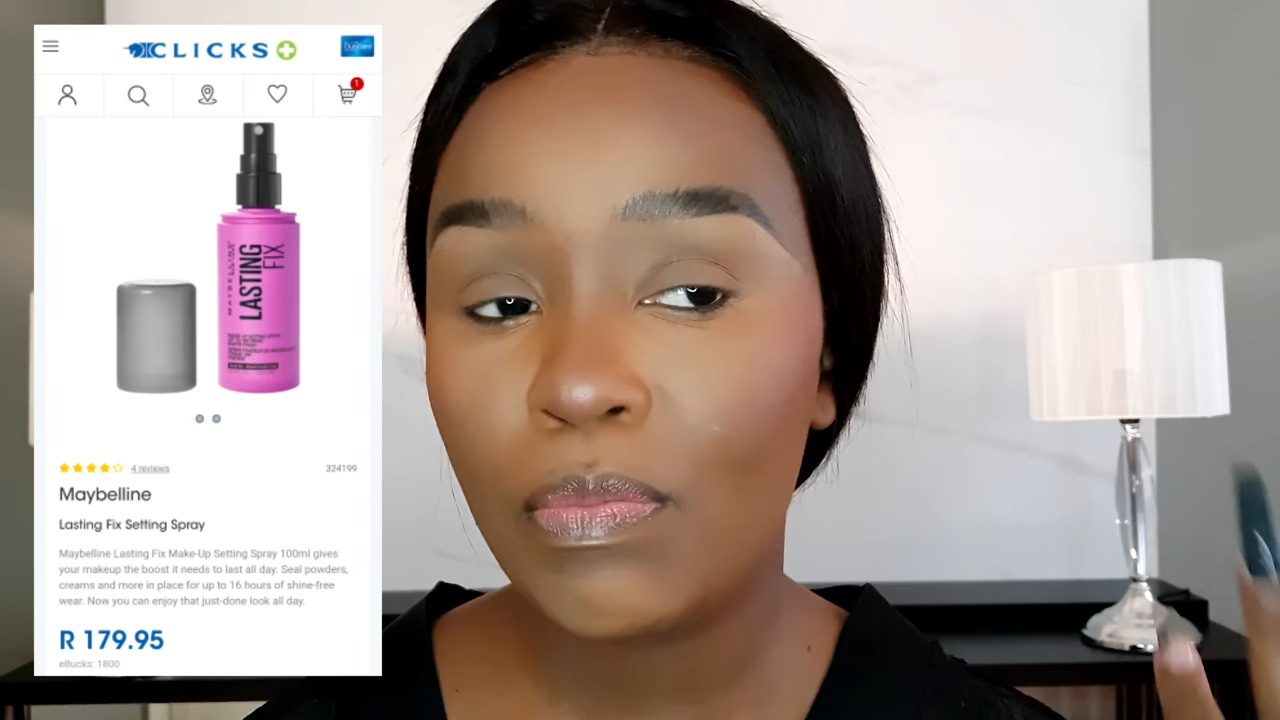 CLICKS
1
MAYBELLINE
LASTING
FIX
4 reviews
324199
Maybelline
Lasting Fix Setting Spray
Maybelline Lasting Fix Make-Up Setting Spray 100ml gives
your makeup the boost it needs to last all day. Seal powders,
creams and more in place for up to 16 hours of shine-free
wear. Now you can enjoy that just-done look all day.
R 179.95
eBucks: 1800